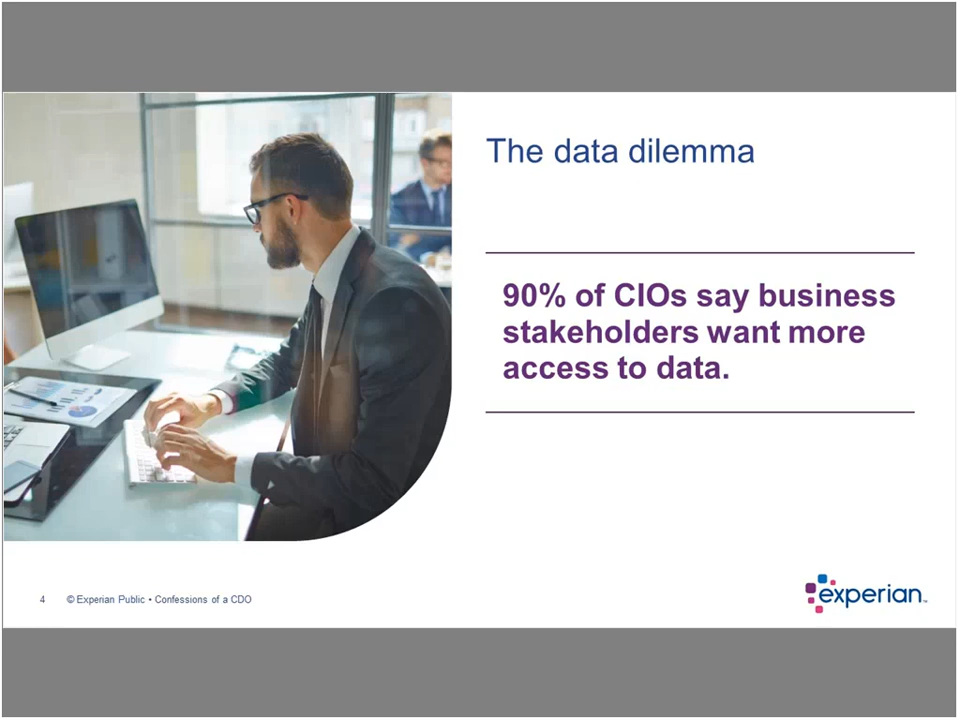 The data dilemma
90% of CIOs say business
stakeholders want more
access to data.
4 © Experian Public • Confessions of a CDO
experian™